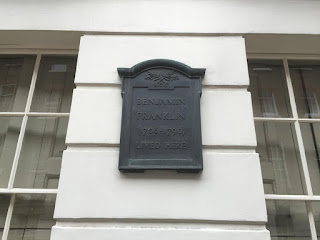 BENJAMIN
FRANKLIN
1706-1790
LIVED HERE